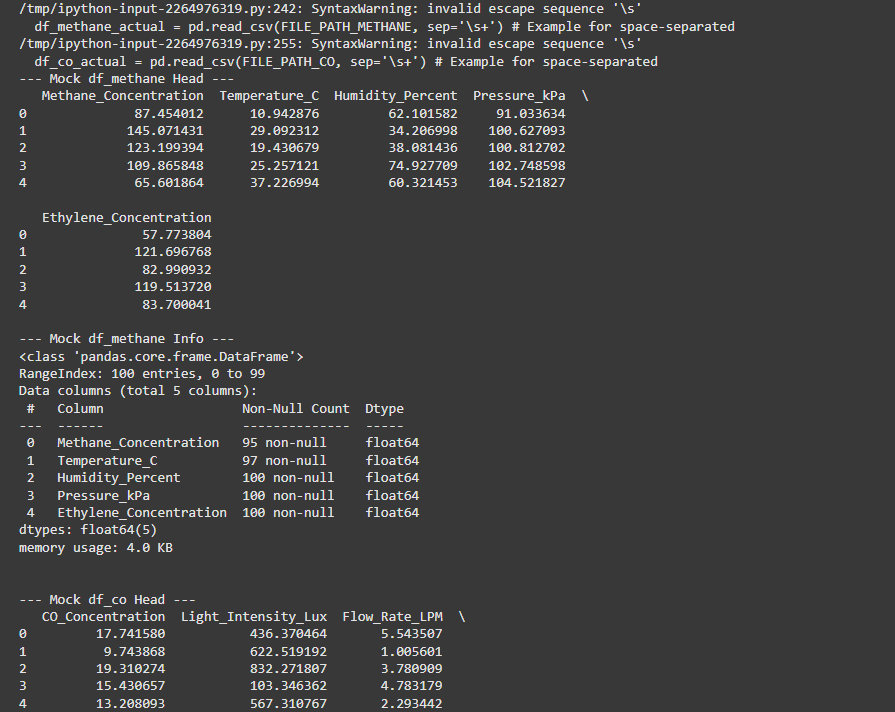 /tmp/ipython-input-2264976319.py:242: SyntaxWarning: invalid escape sequence '\s'
  df_methane_actual = pd.read_csv(FILE_PATH_METHANE, sep='\s+') # Example for space-separated
/tmp/ipython-input-2264976319.py:255: SyntaxWarning: invalid escape sequence '\s'
  df_co_actual = pd.read_csv(FILE_PATH_CO, sep='\s+') # Example for space-separated
--- Mock df_methane Head ---
   Methane_Concentration  Temperature_C  Humidity_Percent  Pressure_kPa  \
0              87.454012      10.942876         62.101582     91.033634
1             145.071431      29.092312         34.206998    100.627093
2             123.199394      19.430679         38.081436    100.812702
3             109.865848      25.257121         74.927709    102.748598
4              65.601864      37.226994         60.321453    104.521827
   Ethylene_Concentration
0               57.773804
1              121.696768
2               82.990932
3              119.513720
4               83.700041
--- Mock df_methane Info ---
<class 'pandas.core.frame.DataFrame'>
RangeIndex: 100 entries, 0 to 99
Data columns (total 5 columns):
 #   Column                  Non-Null Count  Dtype
---  ------                  --------------  -----
 0   Methane_Concentration   95 non-null     float64
 1   Temperature_C           97 non-null     float64
 2   Humidity_Percent        100 non-null    float64
 3   Pressure_kPa            100 non-null    float64
 4   Ethylene_Concentration  100 non-null    float64
dtypes: float64(5)
memory usage: 4.0 KB
--- Mock df_co Head ---
   CO_Concentration  Light_Intensity_Lux  Flow_Rate_LPM  \
0         17.741580           436.370464       5.543507
1          9.743868           622.519192       1.005601
2         19.310274           832.271807       3.780909
3         15.430657           103.346362       4.783179
4         13.208093           567.310767       2.293442